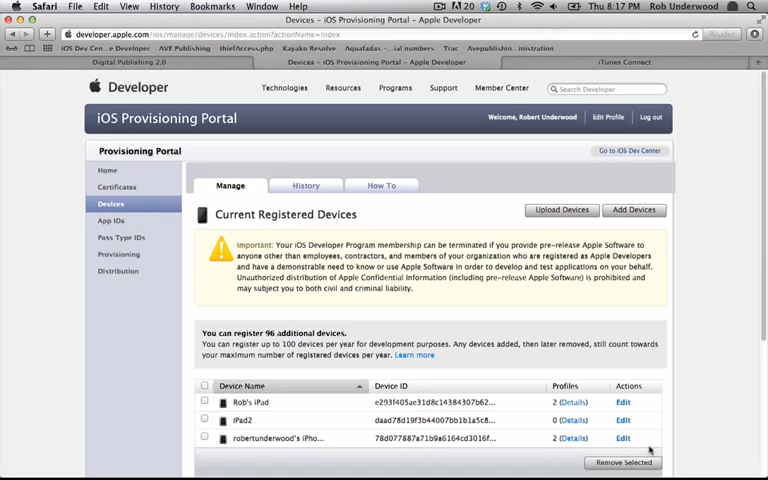 Safari File Edit View History Bookmarks Window Help 20 Thu 8:17 PM Rob Underwood
Devices – iOS Provisioning Portal – Apple Developer
developer.apple.com/ios/manage/devices/index.action?actionName=index Reader
iOS Dev Cen...e Developer AVE Publishing thiefAccess.php Kayako Resolve Aquafadas ...ial numbers Trac Avepublishin...inistration
Digital Publishing 2.0 Devices – iOS Provisioning Portal – Apple Developer iTunes Connect
Developer Technologies Resources Programs Support Member Center Search Developer
iOS Provisioning Portal Welcome, Robert Underwood Edit Profile Log out
Provisioning Portal Go to iOS Dev Center
Home
Certificates
Devices
App IDs
Pass Type IDs
Provisioning
Distribution
Manage History How To
Current Registered Devices Upload Devices Add Devices
Important: Your iOS Developer Program membership can be terminated if you provide pre-release Apple Software to
anyone other than employees, contractors, and members of your organization who are registered as Apple Developers
and have a demonstrable need to know or use Apple Software in order to develop and test applications on your behalf.
Unauthorized distribution of Apple Confidential Information (including pre-release Apple Software) is prohibited and
may subject you to both civil and criminal liability.
You can register 96 additional devices.
You can register up to 100 devices per year for development purposes. Any devices added, then later removed, still count towards
your maximum number of registered devices per year. Learn more
Device Name Device ID Profiles Actions
Rob's iPad e293f405ae31d8c14384307b62... 2 (Details) Edit
iPad2 daad78d19f3b44007bb1b1a5c8... 0 (Details) Edit
robertunderwood's iPho... 78d077887a71b9a6164cd3016f... 2 (Details) Edit
Remove Selected